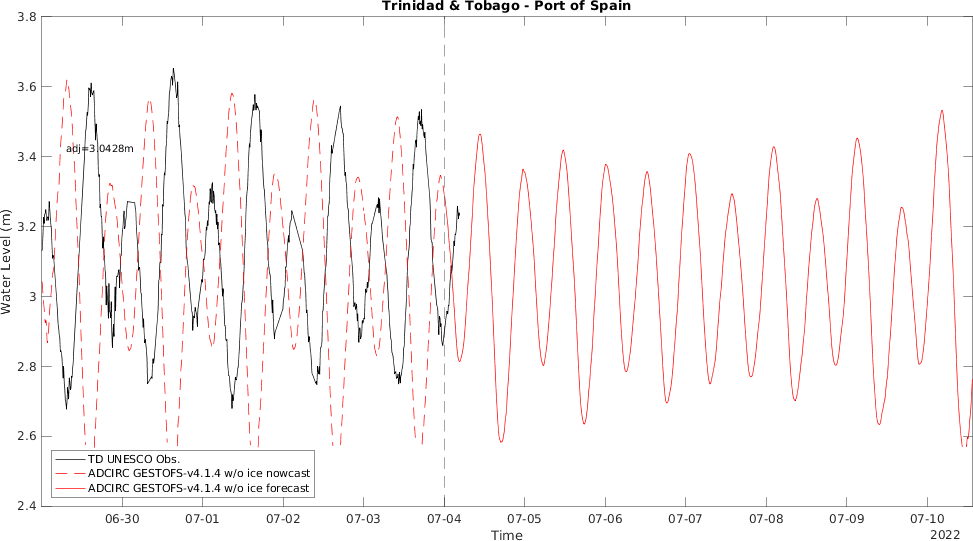 Trinidad & Tobago - Port of Spain
3.8
3.6
3.4
3.2
3
2.8
2.6
2.4
Water Level (m)
adj=3.0428m
TD UNESCO Obs.
ADCIRC GESTOFS-v4.1.4 w/o ice nowcast
ADCIRC GESTOFS-v4.1.4 w/o ice forecast
06-30 07-01 07-02 07-03 07-04 07-05 07-06 07-07 07-08 07-09 07-10
Time
2022